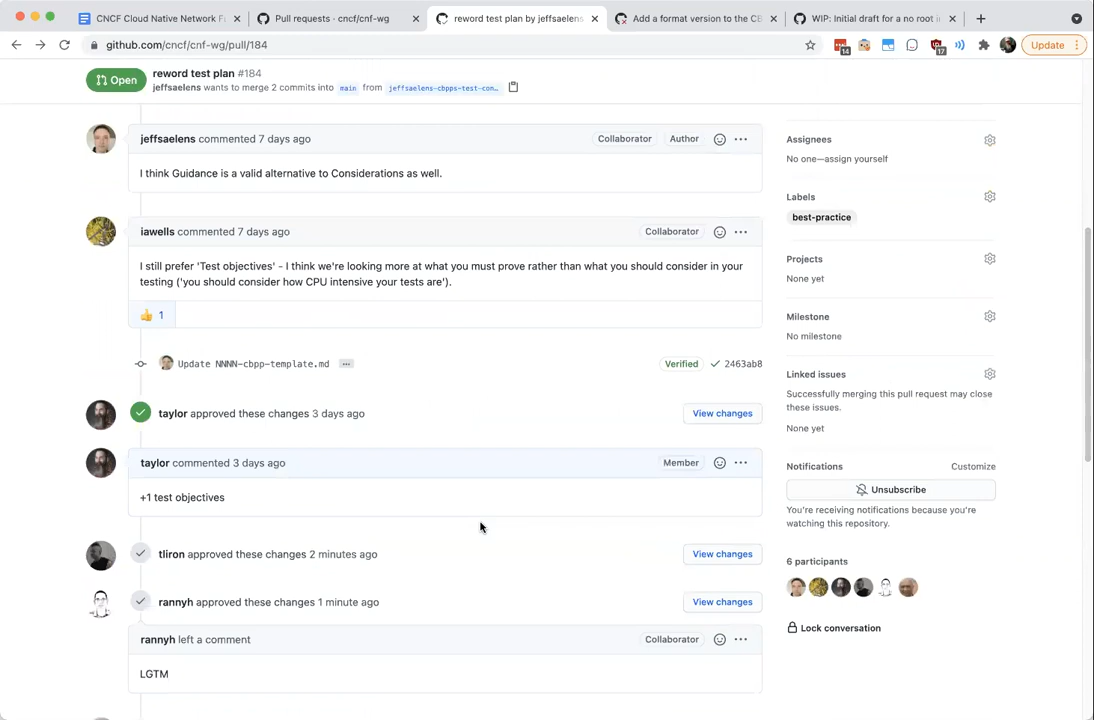 CNCF Cloud Native Network F
Pull requests · cncf/cnf-wg
reword test plan by jeffsaelens
Add a format version to the CB
WIP: Initial draft for a no root i
github.com/cncf/cnf-wg/pull/184
14
17
Update
Open
reword test plan #184
jeffsaelens wants to merge 2 commits into main from jeffsaelens-cbpps-test-con…
jeffsaelens commented 7 days ago
Collaborator
Author
I think Guidance is a valid alternative to Considerations as well.
iawells commented 7 days ago
Collaborator
I still prefer 'Test objectives' - I think we're looking more at what you must prove rather than what you should consider in your
testing ('you should consider how CPU intensive your tests are').
👍 1
Update NNNN-cbpp-template.md …
Verified
2463ab8
taylor approved these changes 3 days ago
View changes
taylor commented 3 days ago
Member
+1 test objectives
tliron approved these changes 2 minutes ago
View changes
rannyh approved these changes 1 minute ago
View changes
rannyh left a comment
Collaborator
LGTM
Assignees
No one—assign yourself
Labels
best-practice
Projects
None yet
Milestone
No milestone
Linked issues
Successfully merging this pull request may close
these issues.
None yet
Notifications
Customize
Unsubscribe
You're receiving notifications because you're
watching this repository.
6 participants
Lock conversation